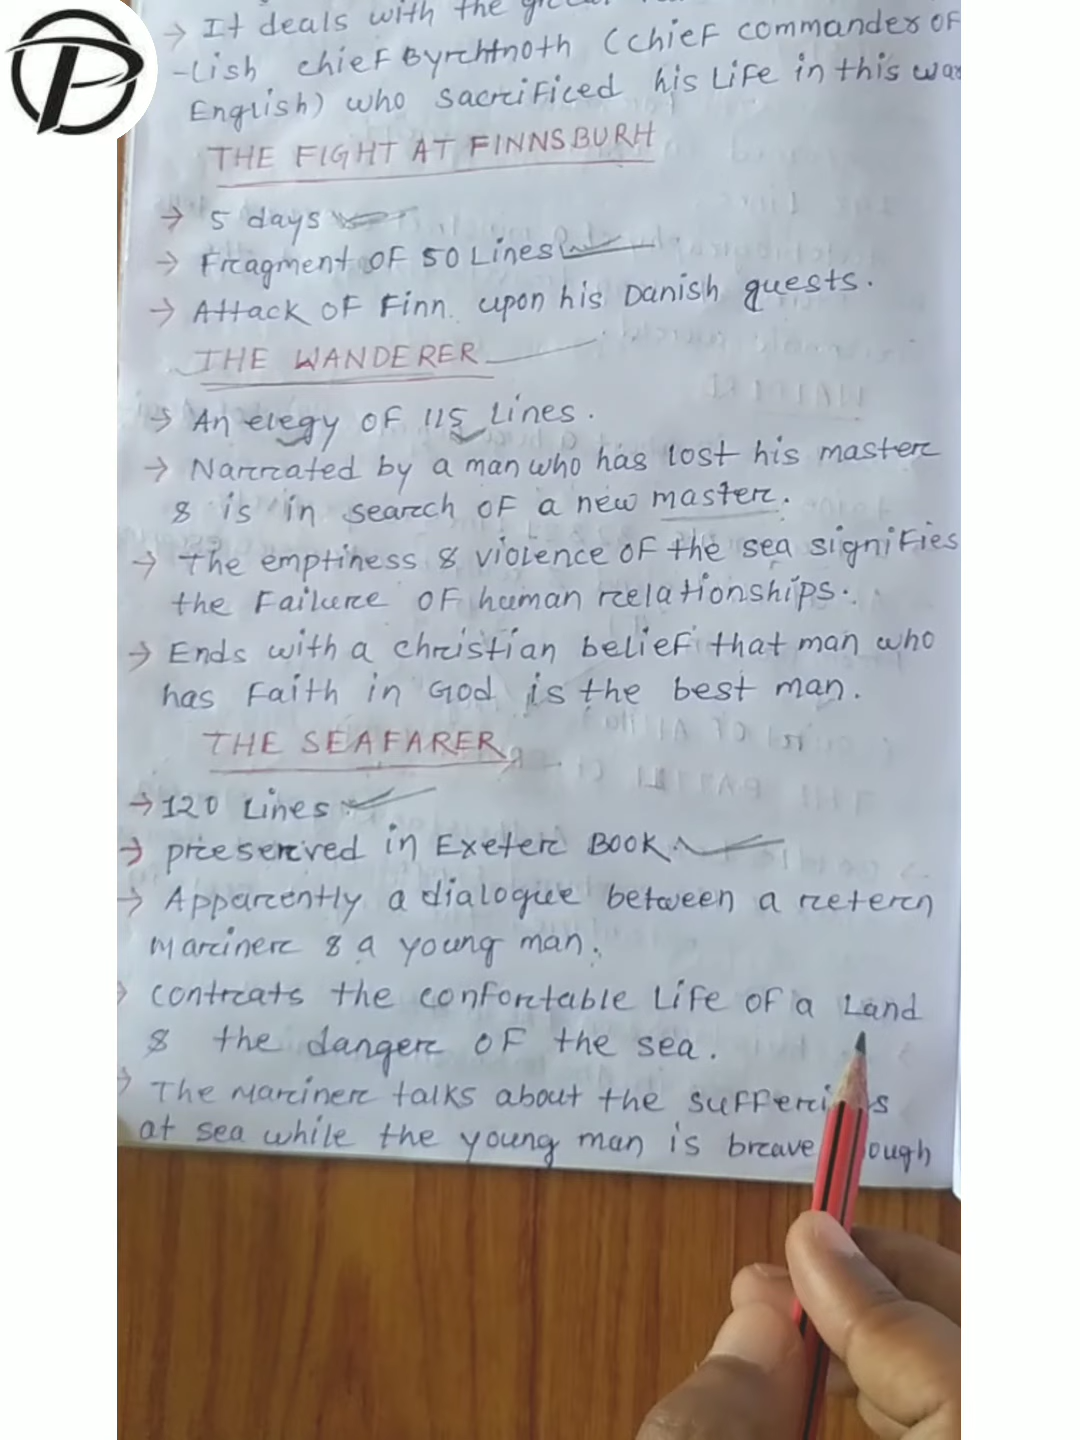 → It deals with the
-lish chief Byrchtnoth (chief commander of
English) who sacrificed his life in this war
THE FIGHT AT FINNSBURH
→ 5 days
→ Fragment of 50 Lines
→ Attack of Finn upon his Danish quests.
THE WANDERER
→ An elegy of 115 Lines.
→ Narrated by a man who has lost his master
& is in search of a new master.
→ The emptiness & violence of the sea signifies
the failure of human relationships.
→ Ends with a christian belief that man who
has faith in God is the best man.
THE SEAFARER
→ 120 Lines
→ preserved in Exeter BOOK
→ Apparently a dialogue between a retern
Mariner & a young man.
→ contrats the confortable Life of a Land
& the danger of the sea.
→ The Mariner talks about the
at sea while the young man is brave